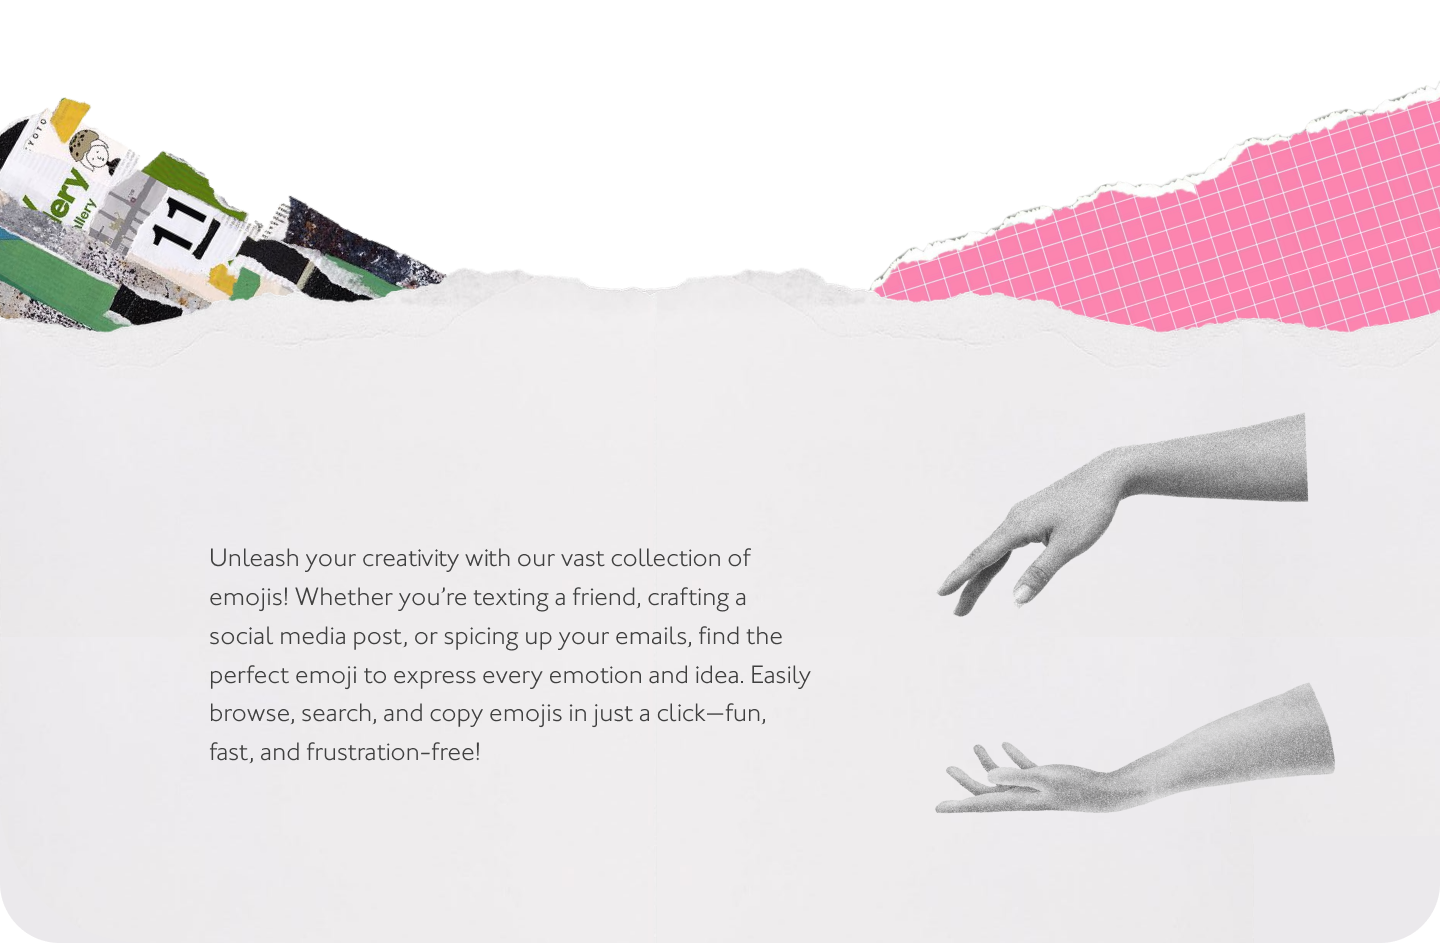 YOTO
ery
llery
11
Unleash your creativity with our vast collection of
emojis! Whether you’re texting a friend, crafting a
social media post, or spicing up your emails, find the
perfect emoji to express every emotion and idea. Easily
browse, search, and copy emojis in just a click—fun,
fast, and frustration-free!